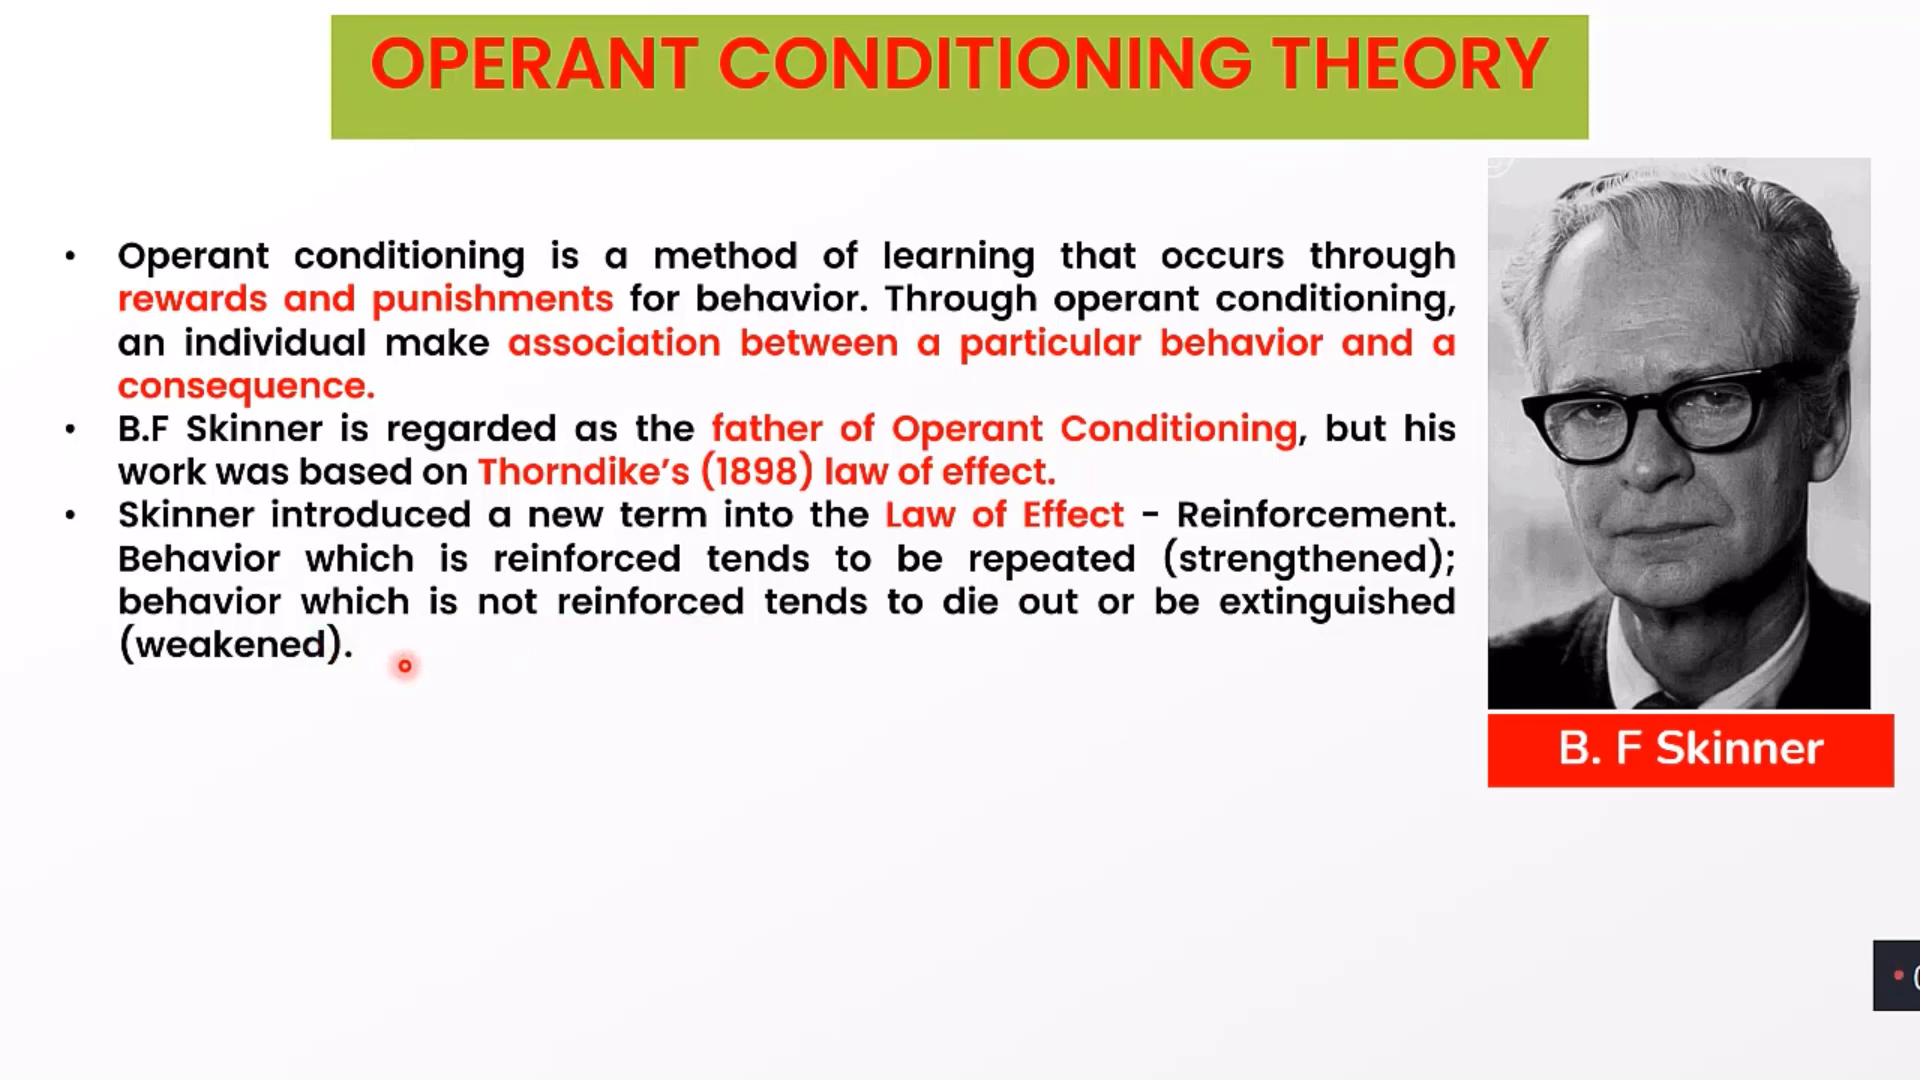 OPERANT CONDITIONING THEORY
• Operant conditioning is a method of learning that occurs through
rewards and punishments for behavior. Through operant conditioning,
an individual make association between a particular behavior and a
consequence.
• B.F Skinner is regarded as the father of Operant Conditioning, but his
work was based on Thorndike’s (1898) law of effect.
• Skinner introduced a new term into the Law of Effect - Reinforcement.
Behavior which is reinforced tends to be repeated (strengthened);
behavior which is not reinforced tends to die out or be extinguished
(weakened).
B. F Skinner